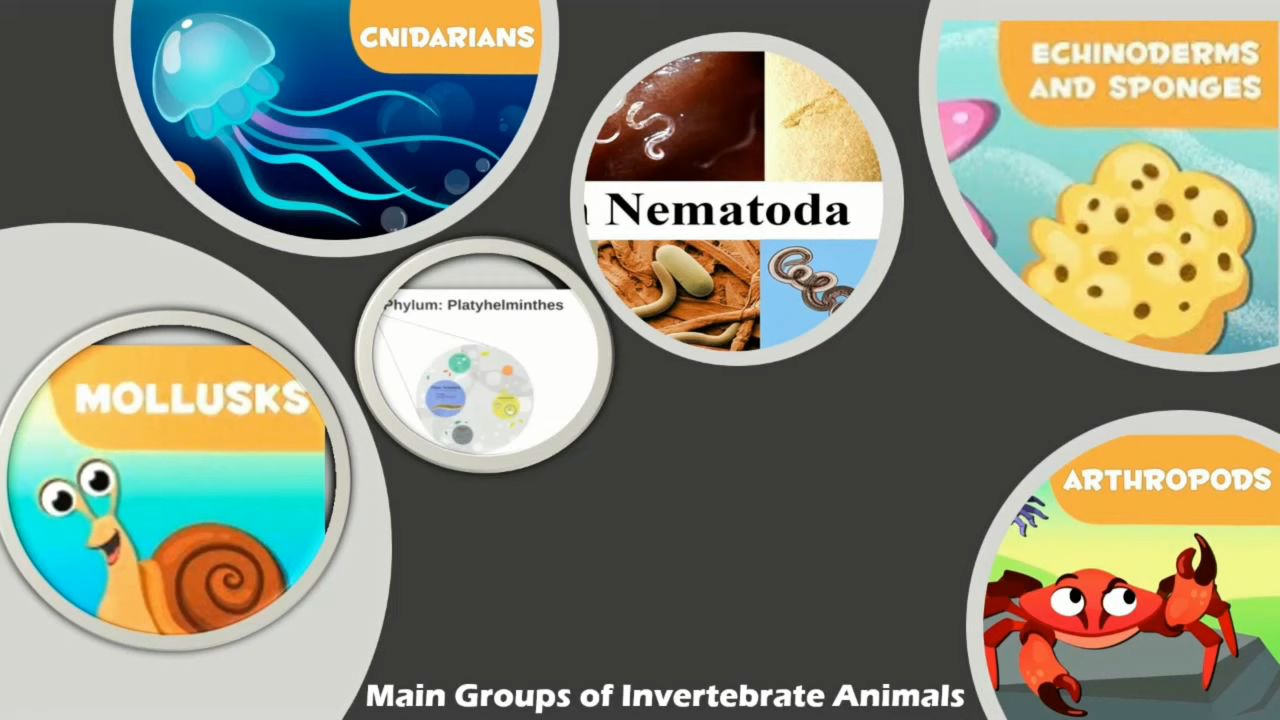 CNIDARIANS
ECHINODERMS
AND SPONGES
Nematoda
Phylum: Platyhelminthes
MOLLUSKS
ARTHROPODS
Main Groups of Invertebrate Animals